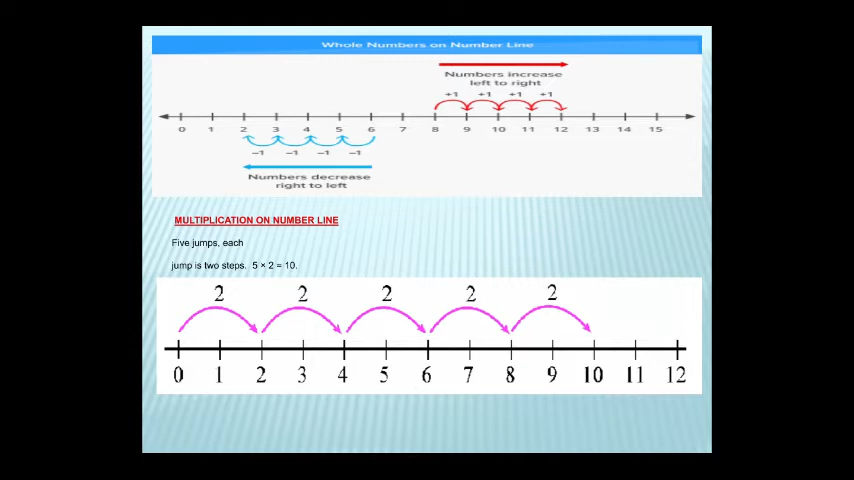 Whole Numbers on Number Line
Numbers increase
left to right
+1 +1 +1 +1
0 1 2 3 4 5 6 7 8 9 10 11 12 13 14 15
–1 –1 –1 –1
Numbers decrease
right to left
MULTIPLICATION ON NUMBER LINE
Five jumps, each
jump is two steps. 5 × 2 = 10.
2 2 2 2 2
0 1 2 3 4 5 6 7 8 9 10 11 12